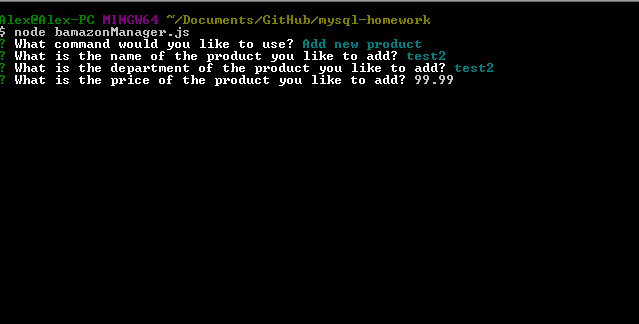 Alex@Alex-PC MINGW64 ~/Documents/GitHub/mysql-homework
$ node bamazonManager.js
? What command would you like to use? Add new product
? What is the name of the product you like to add? test2
? What is the department of the product you like to add? test2
? What is the price of the product you like to add? 99.99